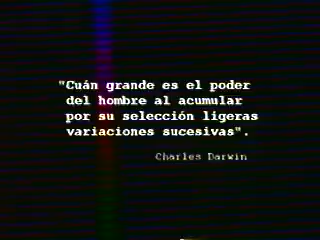 "Cuán grande es el poder
del hombre al acumular
por su selección ligeras
variaciones sucesivas".
Charles Darwin